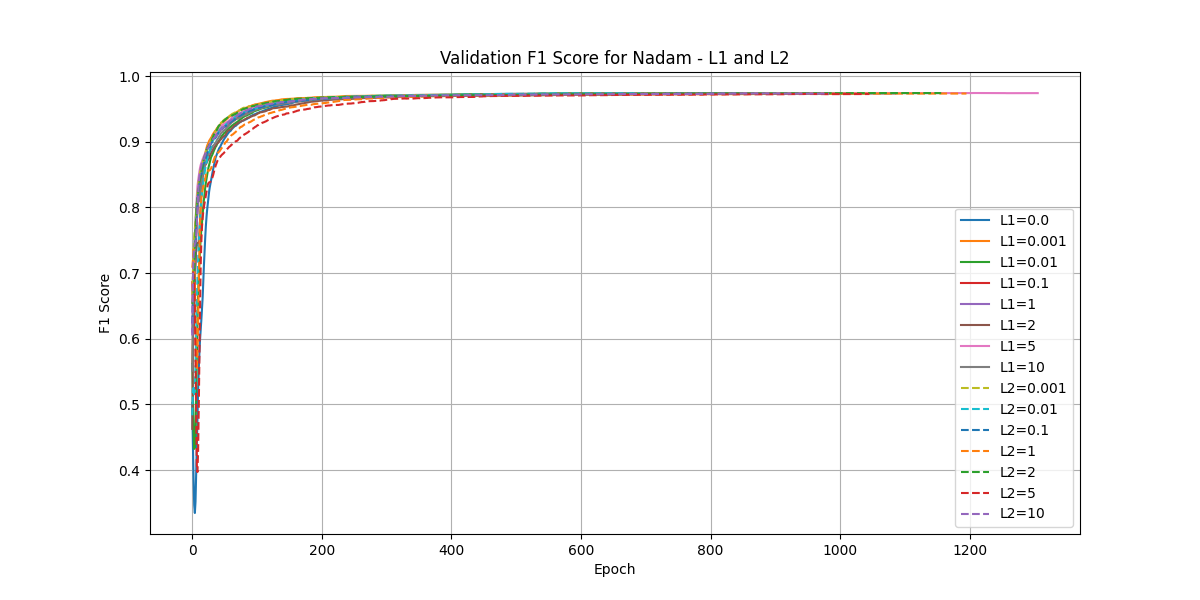 Validation F1 Score for Nadam - L1 and L2
1.0
0.9
0.8
0.7
0.6
0.5
0.4
F1 Score
0
200
400
600
800
1000
1200
Epoch
L1=0.0
L1=0.001
L1=0.01
L1=0.1
L1=1
L1=2
L1=5
L1=10
L2=0.001
L2=0.01
L2=0.1
L2=1
L2=2
L2=5
L2=10